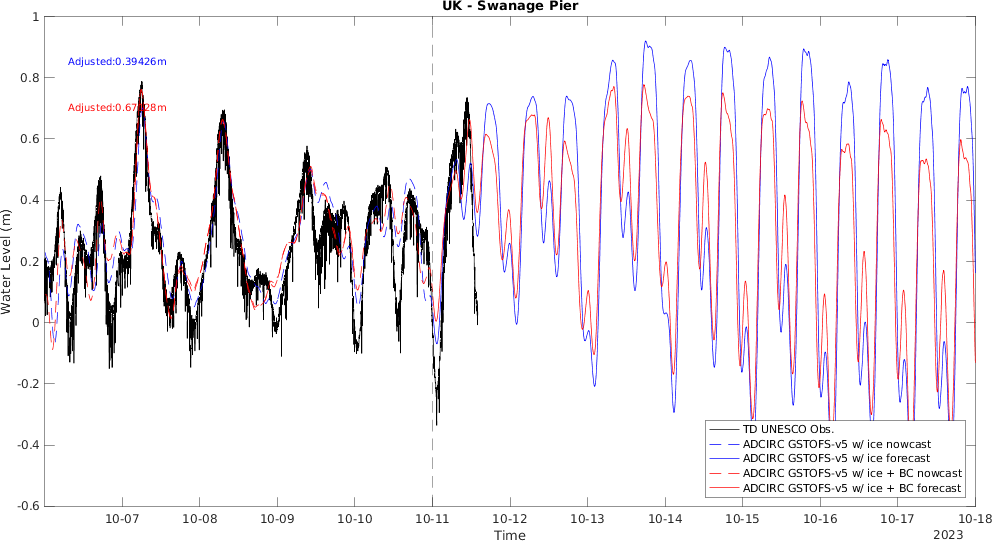 UK - Swanage Pier
1
0.8
0.6
0.4
0.2
0
-0.2
-0.4
-0.6
Water Level (m)
Adjusted:0.39426m
TD UNESCO Obs.
ADCIRC GSTOFS-v5 w/ ice nowcast
ADCIRC GSTOFS-v5 w/ ice forecast
ADCIRC GSTOFS-v5 w/ ice + BC nowcast
ADCIRC GSTOFS-v5 w/ ice + BC forecast
10-07 10-08 10-09 10-10 10-11 10-12 10-13 10-14 10-15 10-16 10-17 10-18
Time
2023